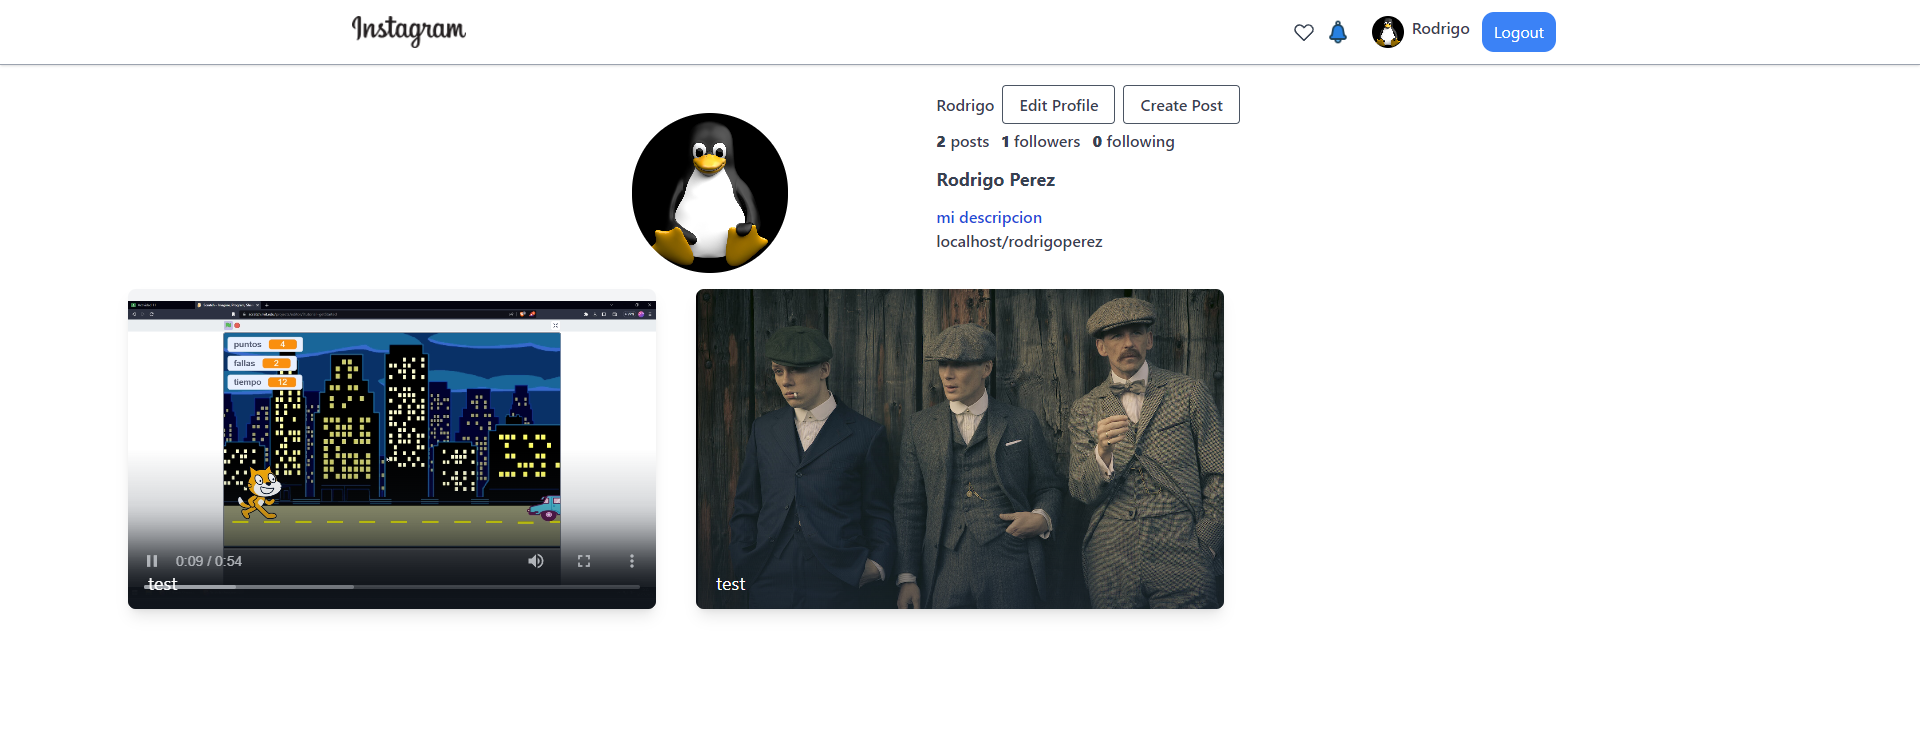 Instagram
Rodrigo
Logout
Rodrigo
Edit Profile
Create Post
2 posts 1 followers 0 following
Rodrigo Perez
mi descripcion
localhost/rodrigoperez
puntos 4
fallas 2
tiempo 12
0:09 / 0:54
test
test